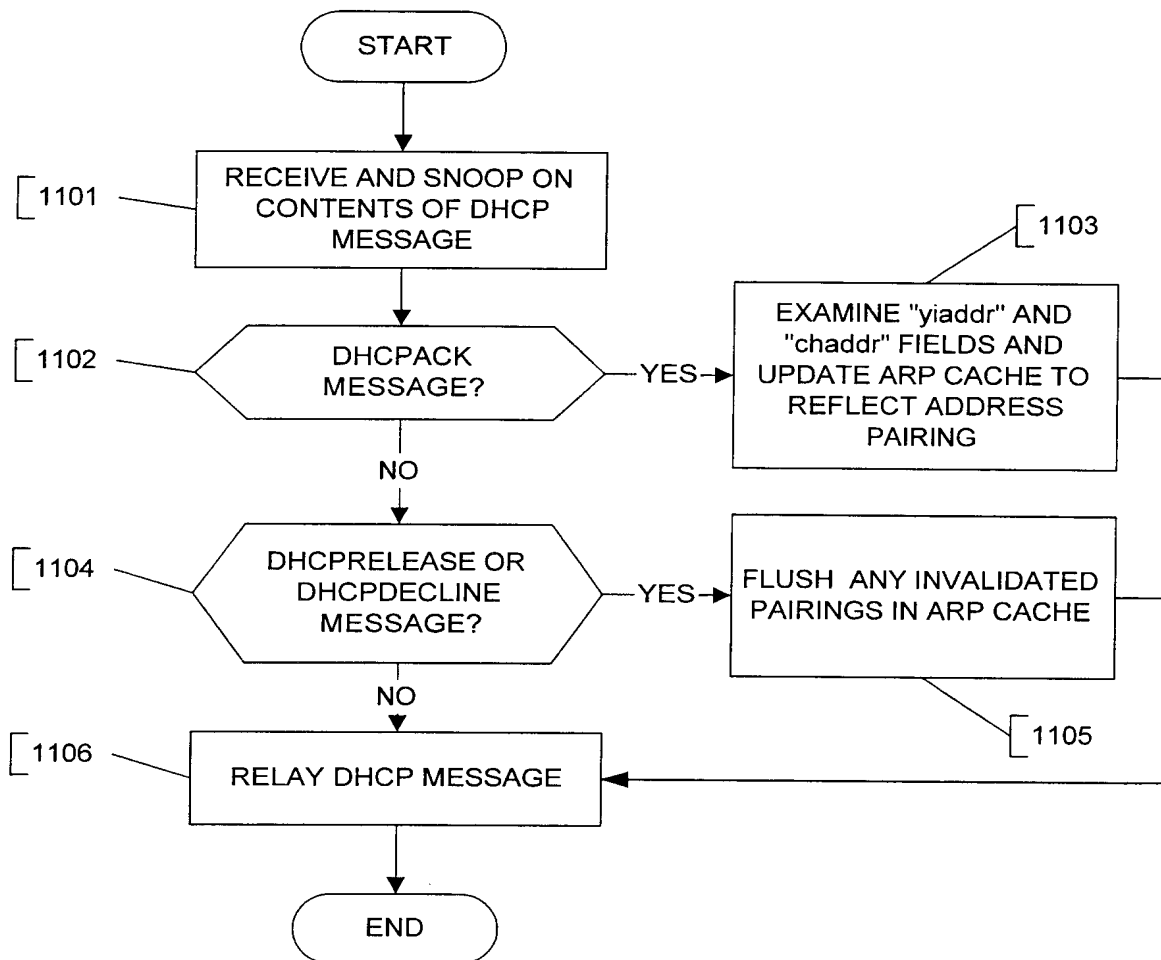 START
1101
RECEIVE AND SNOOP ON
CONTENTS OF DHCP
MESSAGE
1102
DHCPACK
MESSAGE?
YES
1103
EXAMINE "yiaddr" AND
"chaddr" FIELDS AND
UPDATE ARP CACHE TO
REFLECT ADDRESS
PAIRING
NO
1104
DHCPRELEASE OR
DHCPDECLINE
MESSAGE?
YES
FLUSH ANY INVALIDATED
PAIRINGS IN ARP CACHE
1105
NO
1106
RELAY DHCP MESSAGE
END